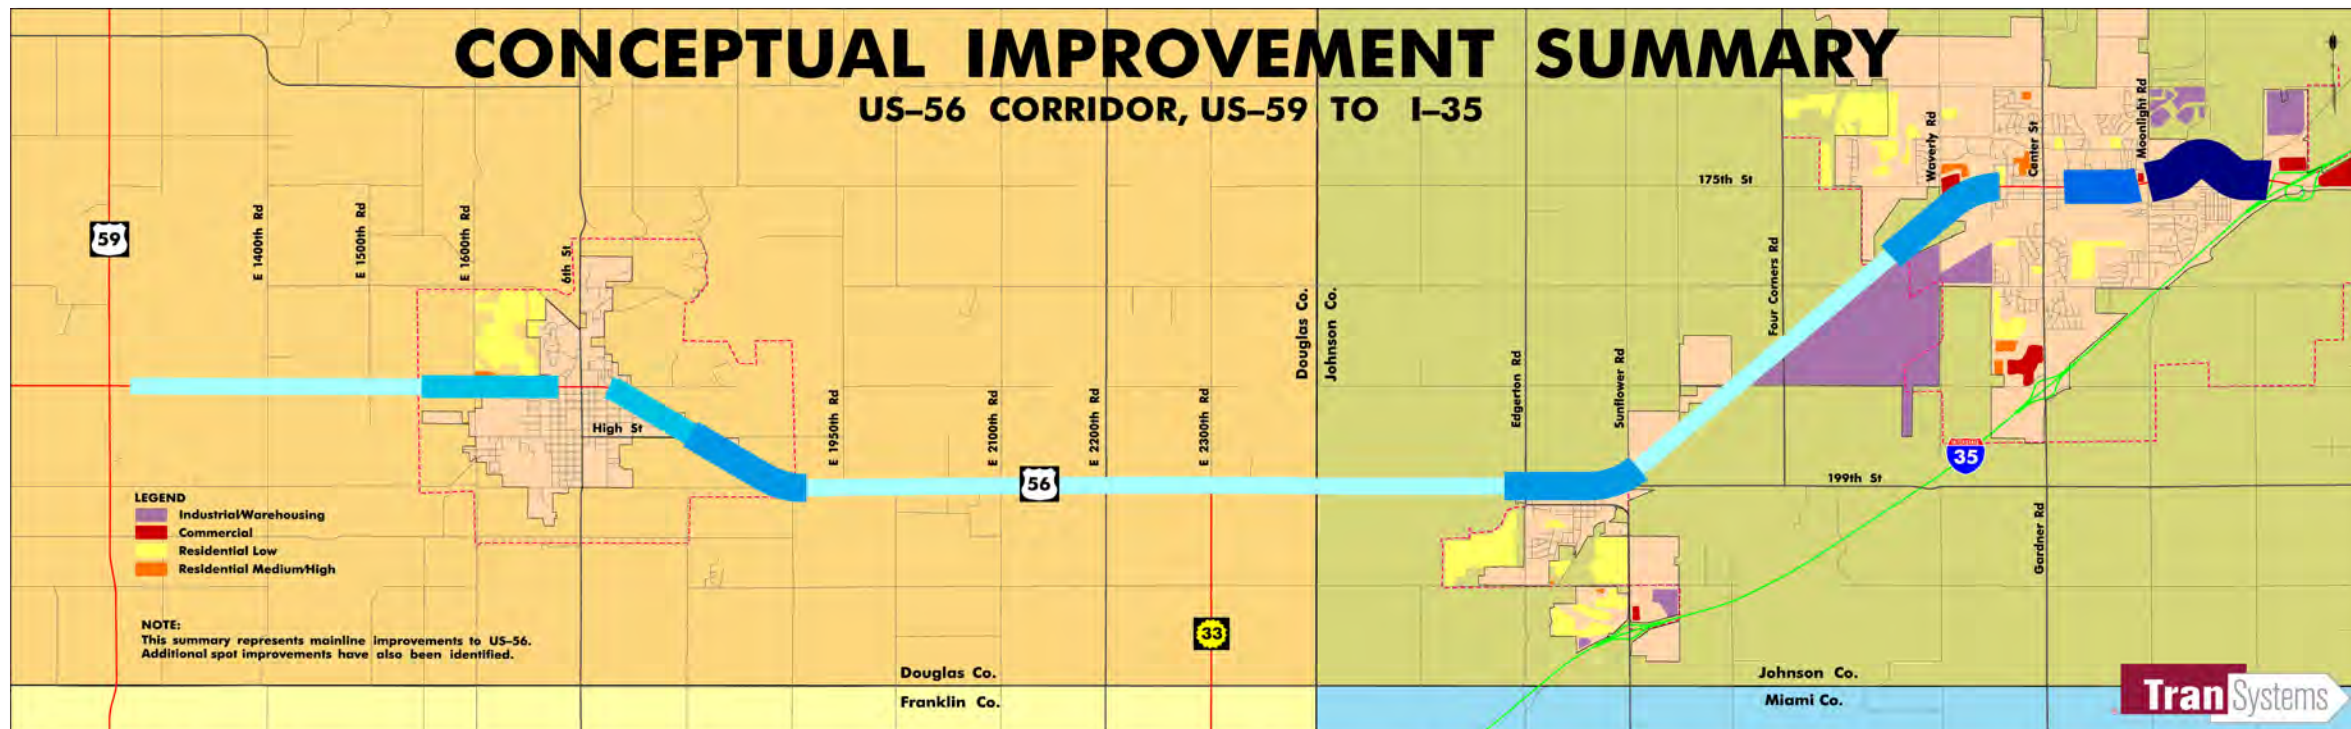 CONCEPTUAL IMPROVEMENT SUMMARY
US-56 CORRIDOR, US-59 TO I-35
59
E 1400th Rd
E 1500th Rd
E 1600th Rd
6th St
High St
E 1950th Rd
E 2100th Rd
56
E 2200th Rd
E 2300th Rd
33
Douglas Co.
Johnson Co.
Edgerton Rd
Sunflower Rd
Four Corners Rd
175th St
Waverly Rd
Center St
Moonlight Rd
199th St
35
Gardner Rd
LEGEND
Industrial/Warehousing
Commercial
Residential Low
Residential Medium/High
NOTE:
This summary represents mainline improvements to US-56.
Additional spot improvements have also been identified.
Douglas Co.
Franklin Co.
Johnson Co.
Miami Co.
TranSystems